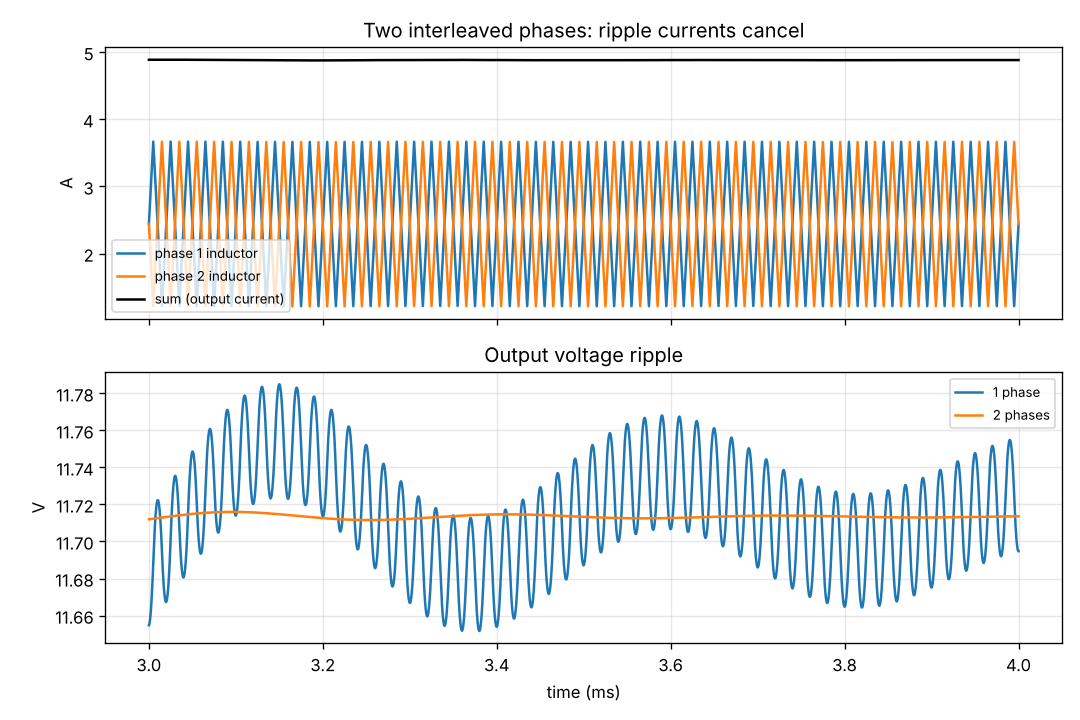 Two interleaved phases: ripple currents cancel
5
4
3
2
A
phase 1 inductor
phase 2 inductor
sum (output current)
Output voltage ripple
11.78
11.76
11.74
11.72
11.70
11.68
11.66
V
1 phase
2 phases
3.0 3.2 3.4 3.6 3.8 4.0
time (ms)